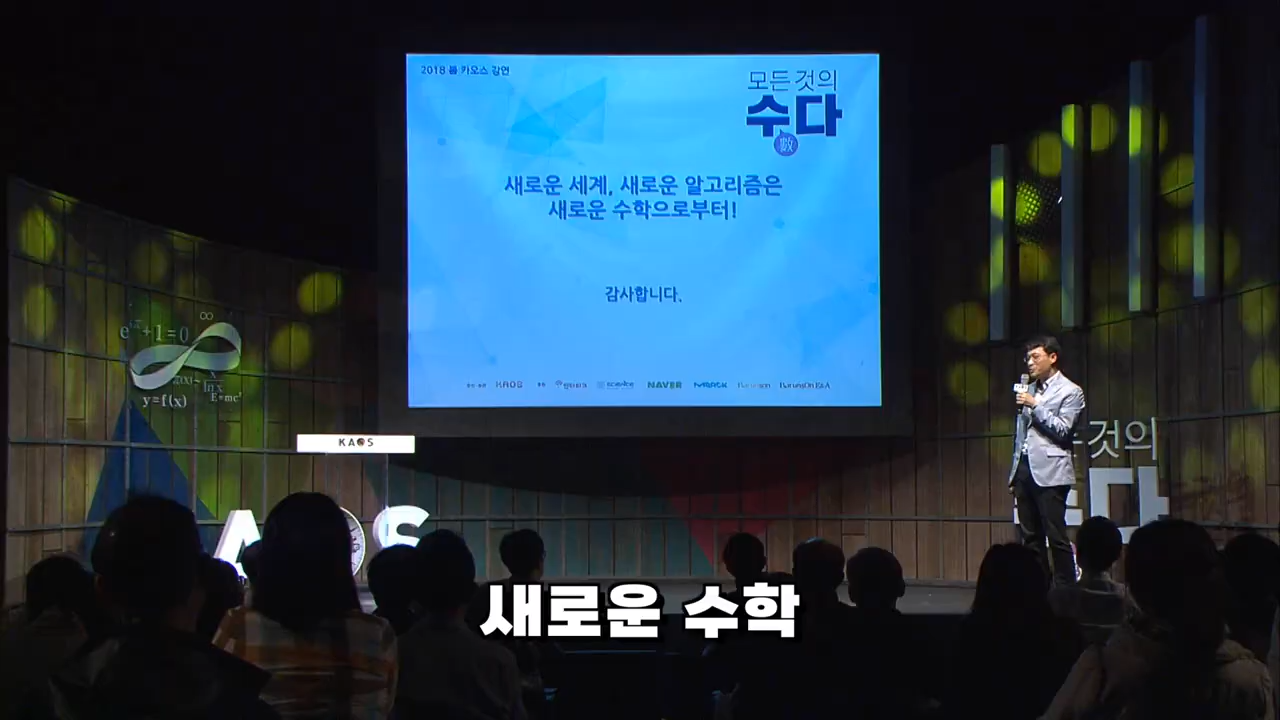 2018 봄 카오스 강연
모든 것의
수다
數
새로운 세계, 새로운 알고리즘은
새로운 수학으로부터!
감사합니다.
KAOS
science
NAVER
∞
+1=0
y=f(x)
E=mc²
KAOS
A S
것의
다
새로운 수학